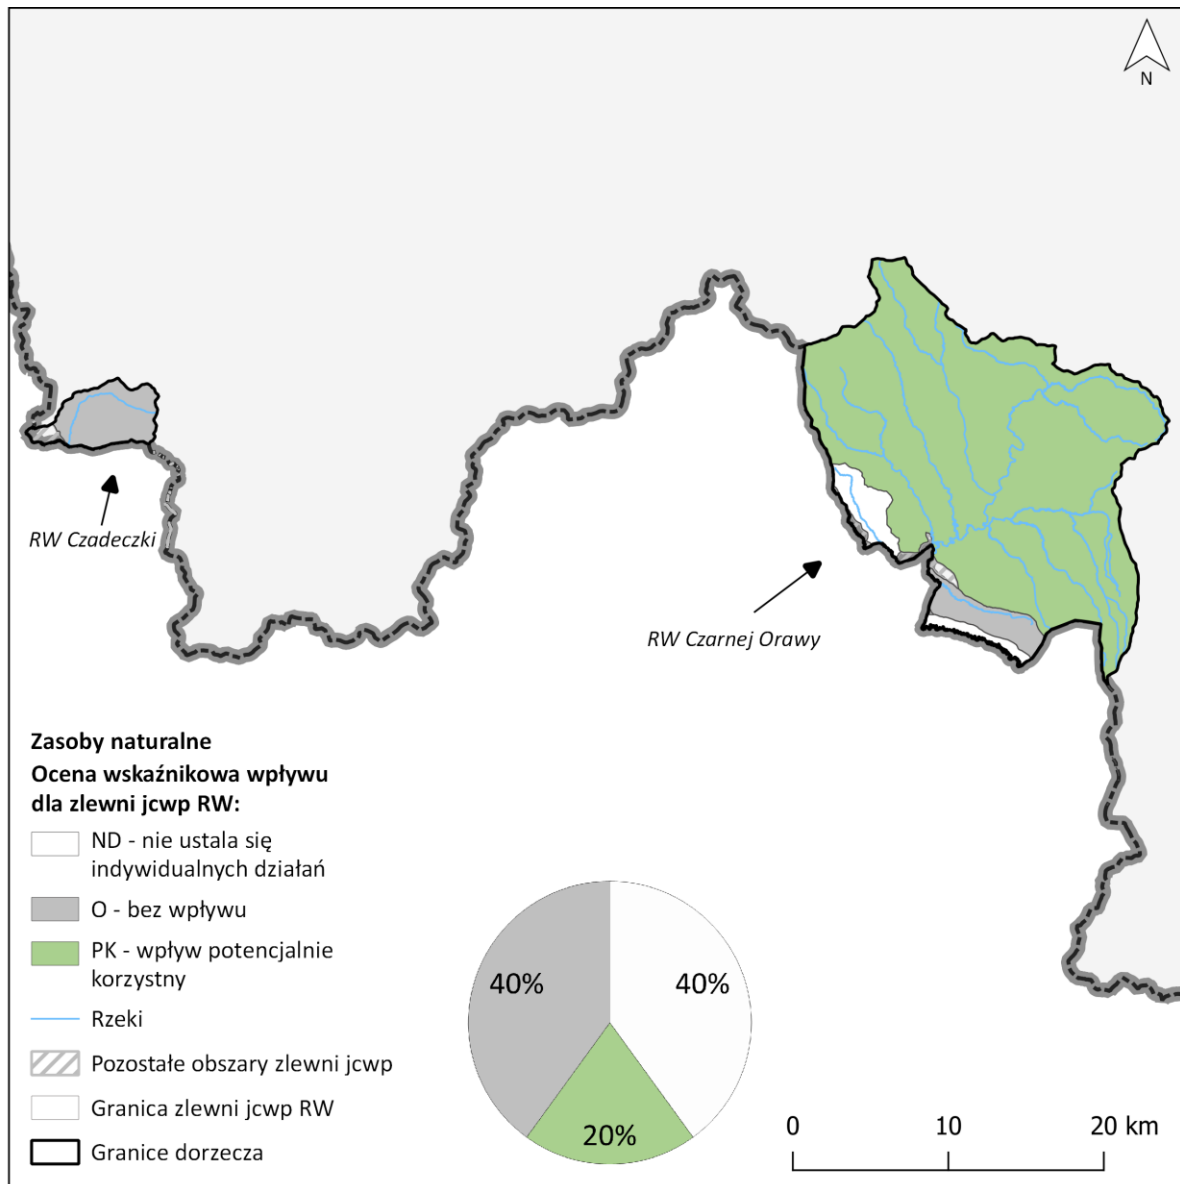 N
RW Czadeczki
RW Czarnej Orawy
Zasoby naturalne
Ocena wskaźnikowa wpływu
dla zlewni jcwp RW:
ND - nie ustala się
indywidualnych działań
O - bez wpływu
PK - wpływ potencjalnie
korzystny
Rzeki
Pozostałe obszary zlewni jcwp
Granica zlewni jcwp RW
Granice dorzecza
40%
40%
20%
0 10 20 km